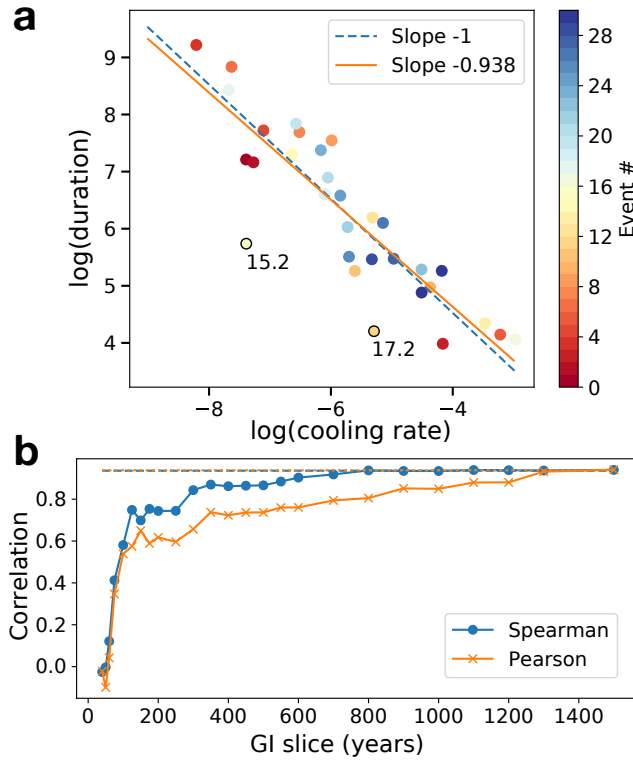 a
Slope -1
Slope -0.938
log(duration)
9
8
7
6
5
4
15.2
17.2
−8
−6
−4
log(cooling rate)
28
24
20
16
12
8
4
0
Event #
b
Correlation
0.8
0.6
0.4
0.2
0.0
Spearman
Pearson
0
200
400
600
800
1000
1200
1400
GI slice (years)